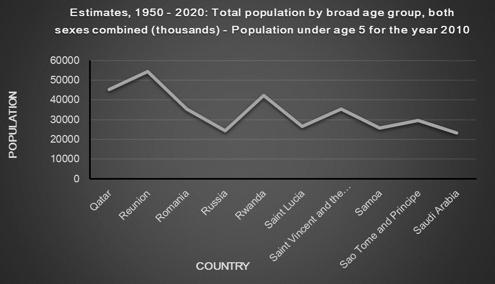 Estimates, 1950 - 2020: Total population by broad age group, both
sexes combined (thousands) - Population under age 5 for the year 2010
POPULATION
60000
50000
40000
30000
20000
10000
0
Qatar
Reunion
Romania
Russia
Rwanda
Saint Lucia
Saint Vincent and the...
Samoa
Sao Tome and Principe
Saudi Arabia
COUNTRY